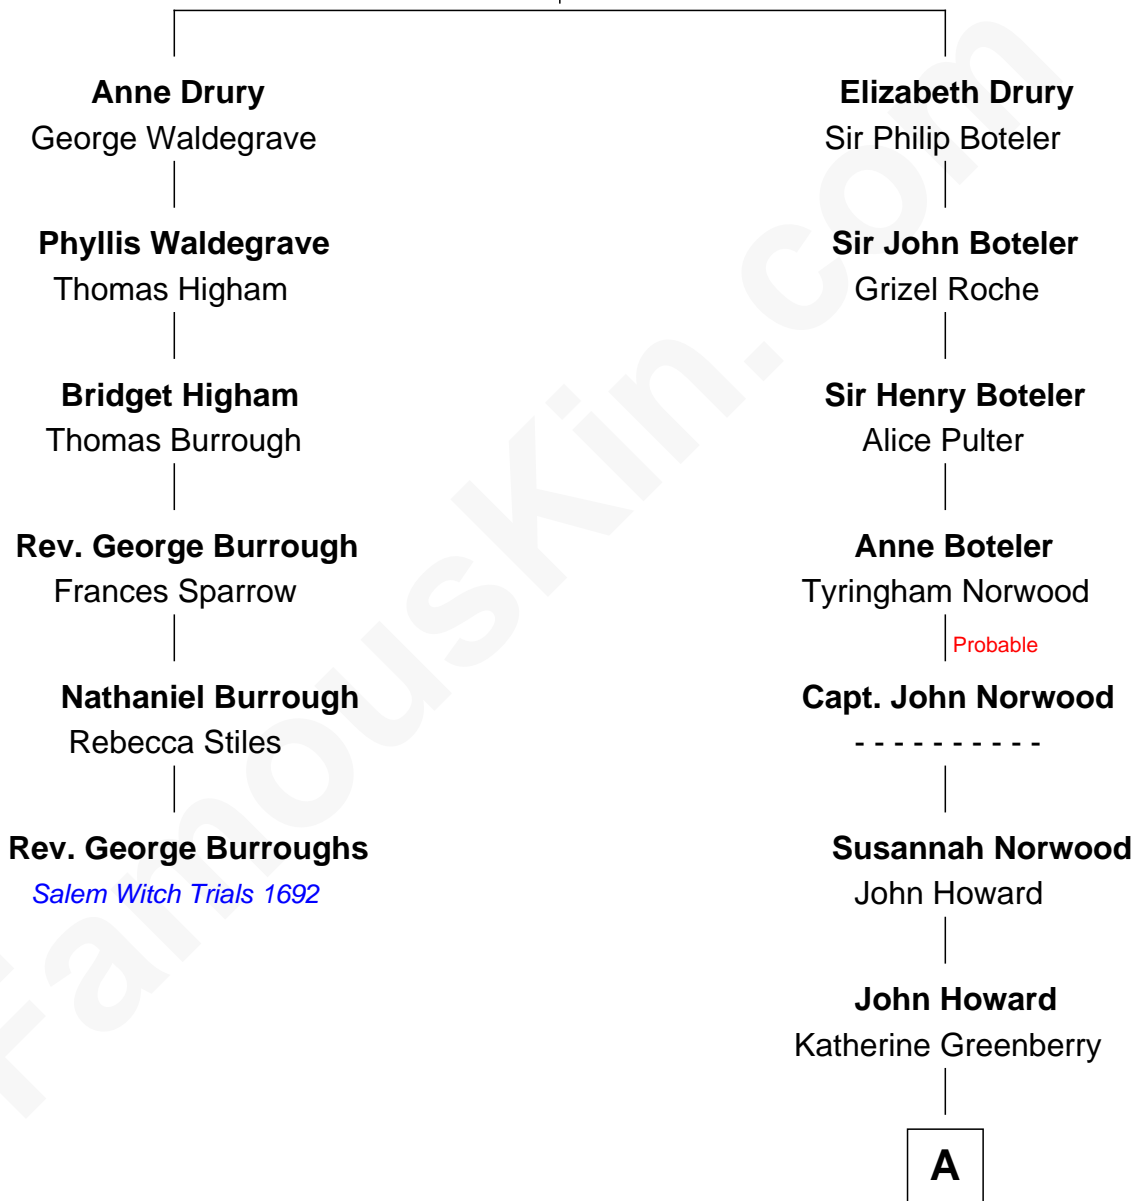 Anne Drury
George Waldegrave
Phyllis Waldegrave
Thomas Higham
Bridget Higham
Thomas Burrough
Rev. George Burrough
Frances Sparrow
Nathaniel Burrough
Rebecca Stiles
Rev. George Burroughs
Salem Witch Trials 1692
Elizabeth Drury
Sir Philip Boteler
Sir John Boteler
Grizel Roche
Sir Henry Boteler
Alice Pulter
Anne Boteler
Tyringham Norwood
Probable
Capt. John Norwood
- - - - - - - - - -
Susannah Norwood
John Howard
John Howard
Katherine Greenberry
A
FamousKin.com